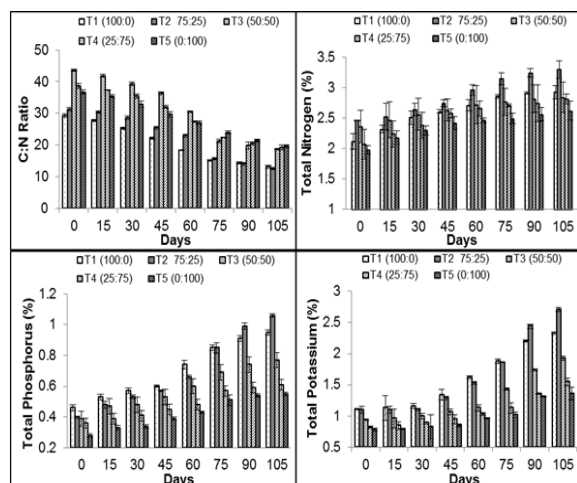 T1 (100:0) T2 75:25) T3 (50:50)
T4 (25:75) T5 (0:100)
C:N Ratio
50
40
30
20
10
0
0 15 30 45 60 75 90 105
Days
T1 (100:0) T2 75:25) T3 (50:50)
T4 (25:75) T5 (0:100)
Total Nitrogen (%)
3.5
3
2.5
2
1.5
1
0 15 30 45 60 75 90 105
Days
T1 (100:0) T2 75:25) T3 (50:50)
T4 (25:75) T5 (0:100)
Total Phosphorus (%)
1.2
1
0.8
0.6
0.4
0.2
0 15 30 45 60 75 90 105
Days
T1 (100:0) T2 75:25) T3 (50:50)
T4 (25:75) T5 (0:100)
Total Potassium (%)
3
2.5
2
1.5
1
0.5
0 15 30 45 60 75 90 105
Days